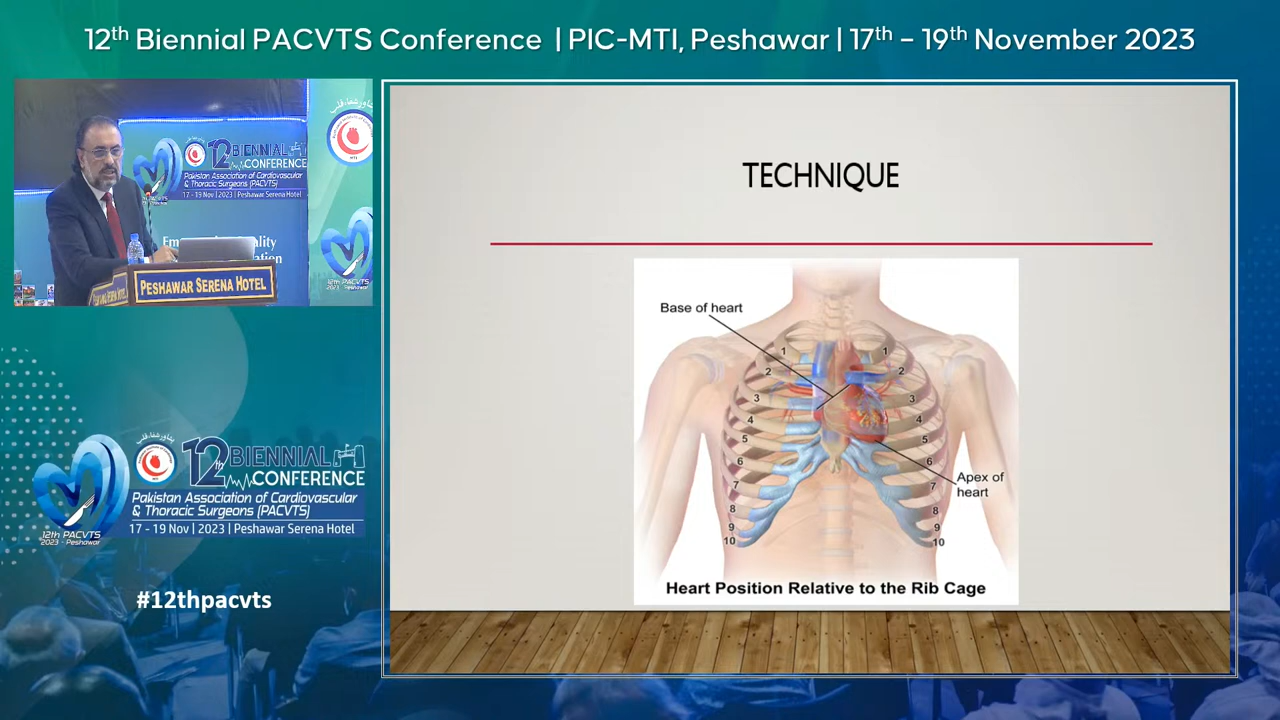 12th Biennial PACVTS Conference | PIC-MTI, Peshawar | 17th – 19th November 2023
12 BIENNIAL
CONFERENCE
Pakistan Association of Cardiovascular
& Thoracic Surgeons (PACVTS)
17 - 19 Nov | 2023 | Peshawar Serena Hotel
12th PACVTS
2023 - Peshawar
PESHAWAR SERENA HOTEL
12th BIENNIAL
CONFERENCE
Pakistan Association of Cardiovascular
& Thoracic Surgeons (PACVTS)
17 - 19 Nov | 2023 | Peshawar Serena Hotel
12th PACVTS
2023 - Peshawar
#12thpacvts
TECHNIQUE
Base of heart
1 1
2 2
3 3
4 4
5 5
6 6
7 7
8 8
9 9
10 10
Apex of
heart
Heart Position Relative to the Rib Cage